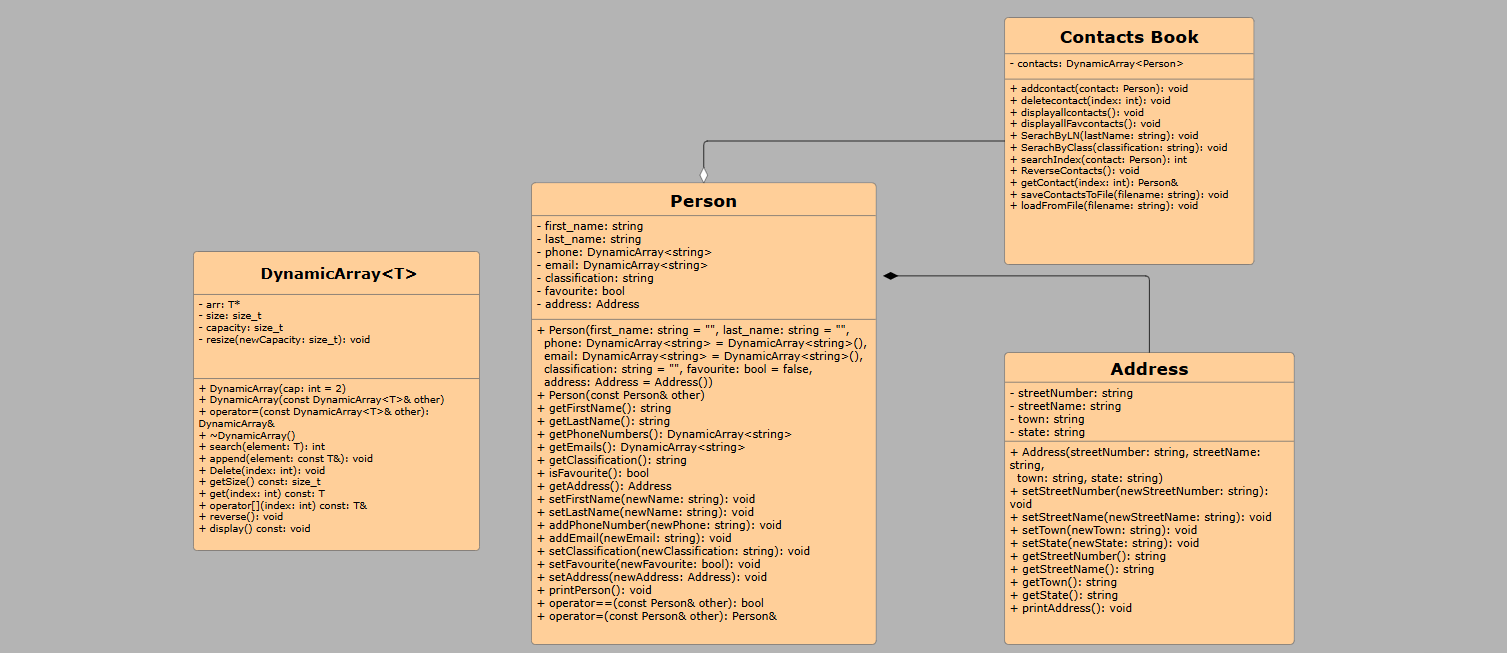 Contacts Book
- contacts: DynamicArray<Person>
+ addcontact(contact: Person): void
+ deletecontact(index: int): void
+ displayallcontacts(): void
+ displayallFavcontacts(): void
+ SerachByLN(lastName: string): void
+ SerachByClass(classification: string): void
+ searchIndex(contact: Person): int
+ ReverseContacts(): void
+ getContact(index: int): Person&
+ saveContactsToFile(filename: string): void
+ loadFromFile(filename: string): void
Person
- first_name: string
- last_name: string
- phone: DynamicArray<string>
- email: DynamicArray<string>
- classification: string
- favourite: bool
- address: Address
+ Person(first_name: string = "", last_name: string = "",
phone: DynamicArray<string> = DynamicArray<string>(),
email: DynamicArray<string> = DynamicArray<string>(),
classification: string = "", favourite: bool = false,
address: Address = Address())
+ Person(const Person& other)
+ getFirstName(): string
+ getLastName(): string
+ getPhoneNumbers(): DynamicArray<string>
+ getEmails(): DynamicArray<string>
+ getClassification(): string
+ isFavourite(): bool
+ getAddress(): Address
+ setFirstName(newName: string): void
+ setLastName(newName: string): void
+ addPhoneNumber(newPhone: string): void
+ addEmail(newEmail: string): void
+ setClassification(newClassification: string): void
+ setFavourite(newFavourite: bool): void
+ setAddress(newAddress: Address): void
+ printPerson(): void
+ operator==(const Person& other): bool
+ operator=(const Person& other): Person&
DynamicArray<T>
- arr: T*
- size: size_t
- capacity: size_t
- resize(newCapacity: size_t): void
+ DynamicArray(cap: int = 2)
+ DynamicArray(const DynamicArray<T>& other)
+ operator=(const DynamicArray<T>& other):
DynamicArray&
+ ~DynamicArray()
+ search(element: T): int
+ append(element: const T&): void
+ Delete(index: int): void
+ getSize() const: size_t
+ get(index: int) const: T
+ operator[](index: int) const: T&
+ reverse(): void
+ display() const: void
Address
- streetNumber: string
- streetName: string
- town: string
- state: string
+ Address(streetNumber: string, streetName:
string,
town: string, state: string)
+ setStreetNumber(newStreetNumber: string):
void
+ setStreetName(newStreetName: string): void
+ setTown(newTown: string): void
+ setState(newState: string): void
+ getStreetNumber(): string
+ getStreetName(): string
+ getTown(): string
+ getState(): string
+ printAddress(): void